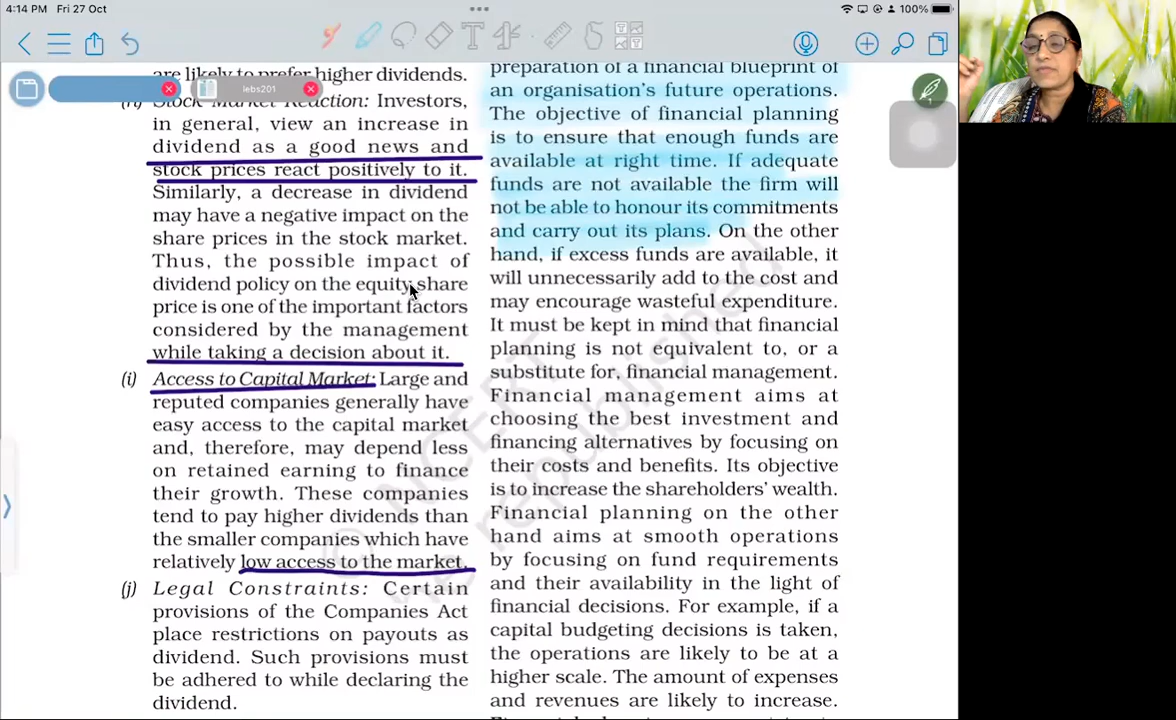 4:14 PM Fri 27 Oct
100%
lebs201
are likely to prefer higher dividends.
(h) Stock Market Reaction: Investors,
in general, view an increase in
dividend as a good news and
stock prices react positively to it.
Similarly, a decrease in dividend
may have a negative impact on the
share prices in the stock market.
Thus, the possible impact of
dividend policy on the equity share
price is one of the important factors
considered by the management
while taking a decision about it.
(i) Access to Capital Market: Large and
reputed companies generally have
easy access to the capital market
and, therefore, may depend less
on retained earning to finance
their growth. These companies
tend to pay higher dividends than
the smaller companies which have
relatively low access to the market.
(j) Legal Constraints: Certain
provisions of the Companies Act
place restrictions on payouts as
dividend. Such provisions must
be adhered to while declaring the
dividend.
preparation of a financial blueprint of
an organisation's future operations.
The objective of financial planning
is to ensure that enough funds are
available at right time. If adequate
funds are not available the firm will
not be able to honour its commitments
and carry out its plans. On the other
hand, if excess funds are available, it
will unnecessarily add to the cost and
may encourage wasteful expenditure.
It must be kept in mind that financial
planning is not equivalent to, or a
substitute for, financial management.
Financial management aims at
choosing the best investment and
financing alternatives by focusing on
their costs and benefits. Its objective
is to increase the shareholders' wealth.
Financial planning on the other
hand aims at smooth operations
by focusing on fund requirements
and their availability in the light of
financial decisions. For example, if a
capital budgeting decisions is taken,
the operations are likely to be at a
higher scale. The amount of expenses
and revenues are likely to increase.
© NCERT
republished